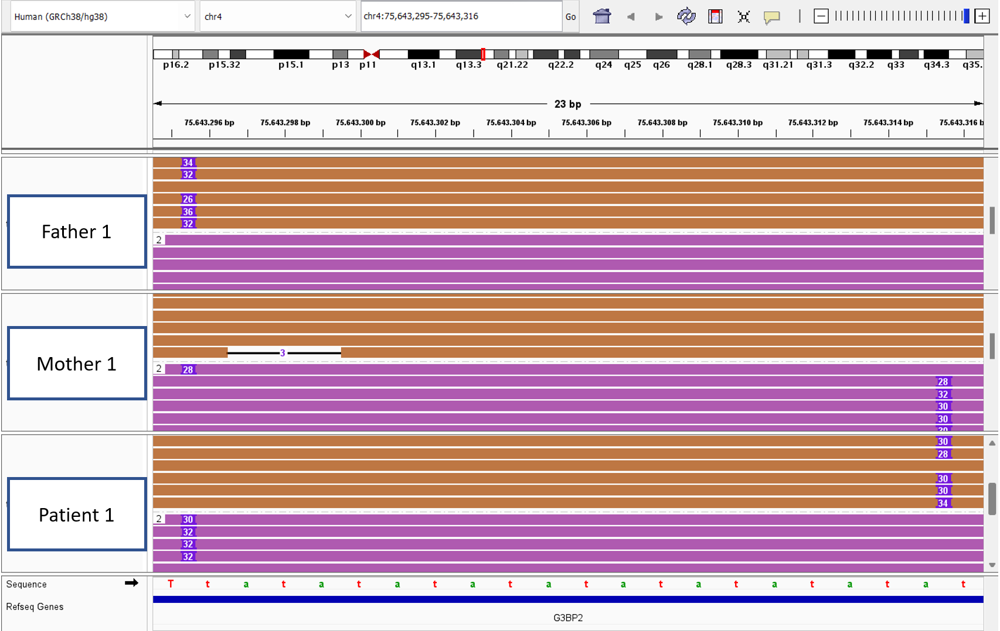 Human (GRCh38/hg38) chr4 chr4:75,643,295-75,643,316 Go
p16.2 p15.32 p15.1 p13 p11 q13.1 q13.3 q21.22 q22.2 q24 q25 q26 q28.1 q28.3 q31.21 q31.3 q32.2 q33 q34.3 q35.
23 bp
75.643.296 bp 75.643.298 bp 75.643.300 bp 75.643.302 bp 75.643.304 bp 75.643.306 bp 75.643.308 bp 75.643.310 bp 75.643.312 bp 75.643.314 bp 75.643.316 b
34
32
26
36
32
Father 1
2
3
Mother 1
2 28
28
32
30
30
30
30
28
30
30
34
Patient 1
2 30
32
32
32
Sequence T t a t a t a t a t a t a t a t a t a t a t
Refseq Genes
G3BP2